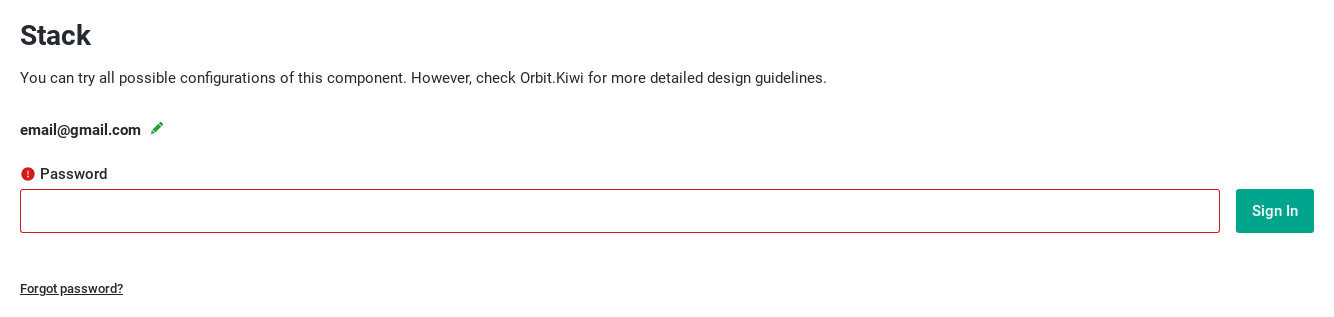 Stack
You can try all possible configurations of this component. However, check Orbit.Kiwi for more detailed design guidelines.
email@gmail.com
Password
Sign In
Forgot password?